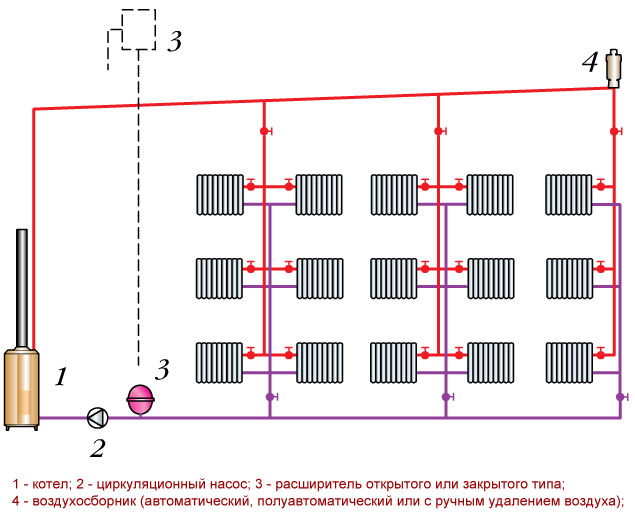 3
4
1
3
2
1 - котел; 2 - циркуляционный насос; 3 - расширитель открытого или закрытого типа;
4 - воздухосборник (автоматический, полуавтоматический или с ручным удалением воздуха);